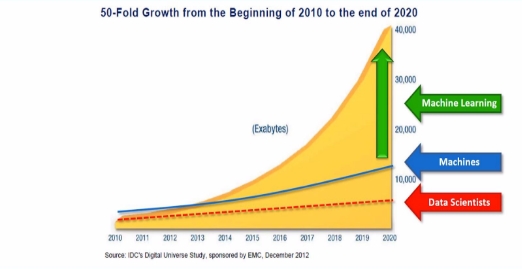 50-Fold Growth from the Beginning of 2010 to the end of 2020
40,000
30,000
Machine Learning
(Exabytes)
20,000
Machines
10,000
Data Scientists
2010 2011 2012 2013 2014 2015 2016 2017 2018 2019 2020
Source: IDC's Digital Universe Study, sponsored by EMC, December 2012